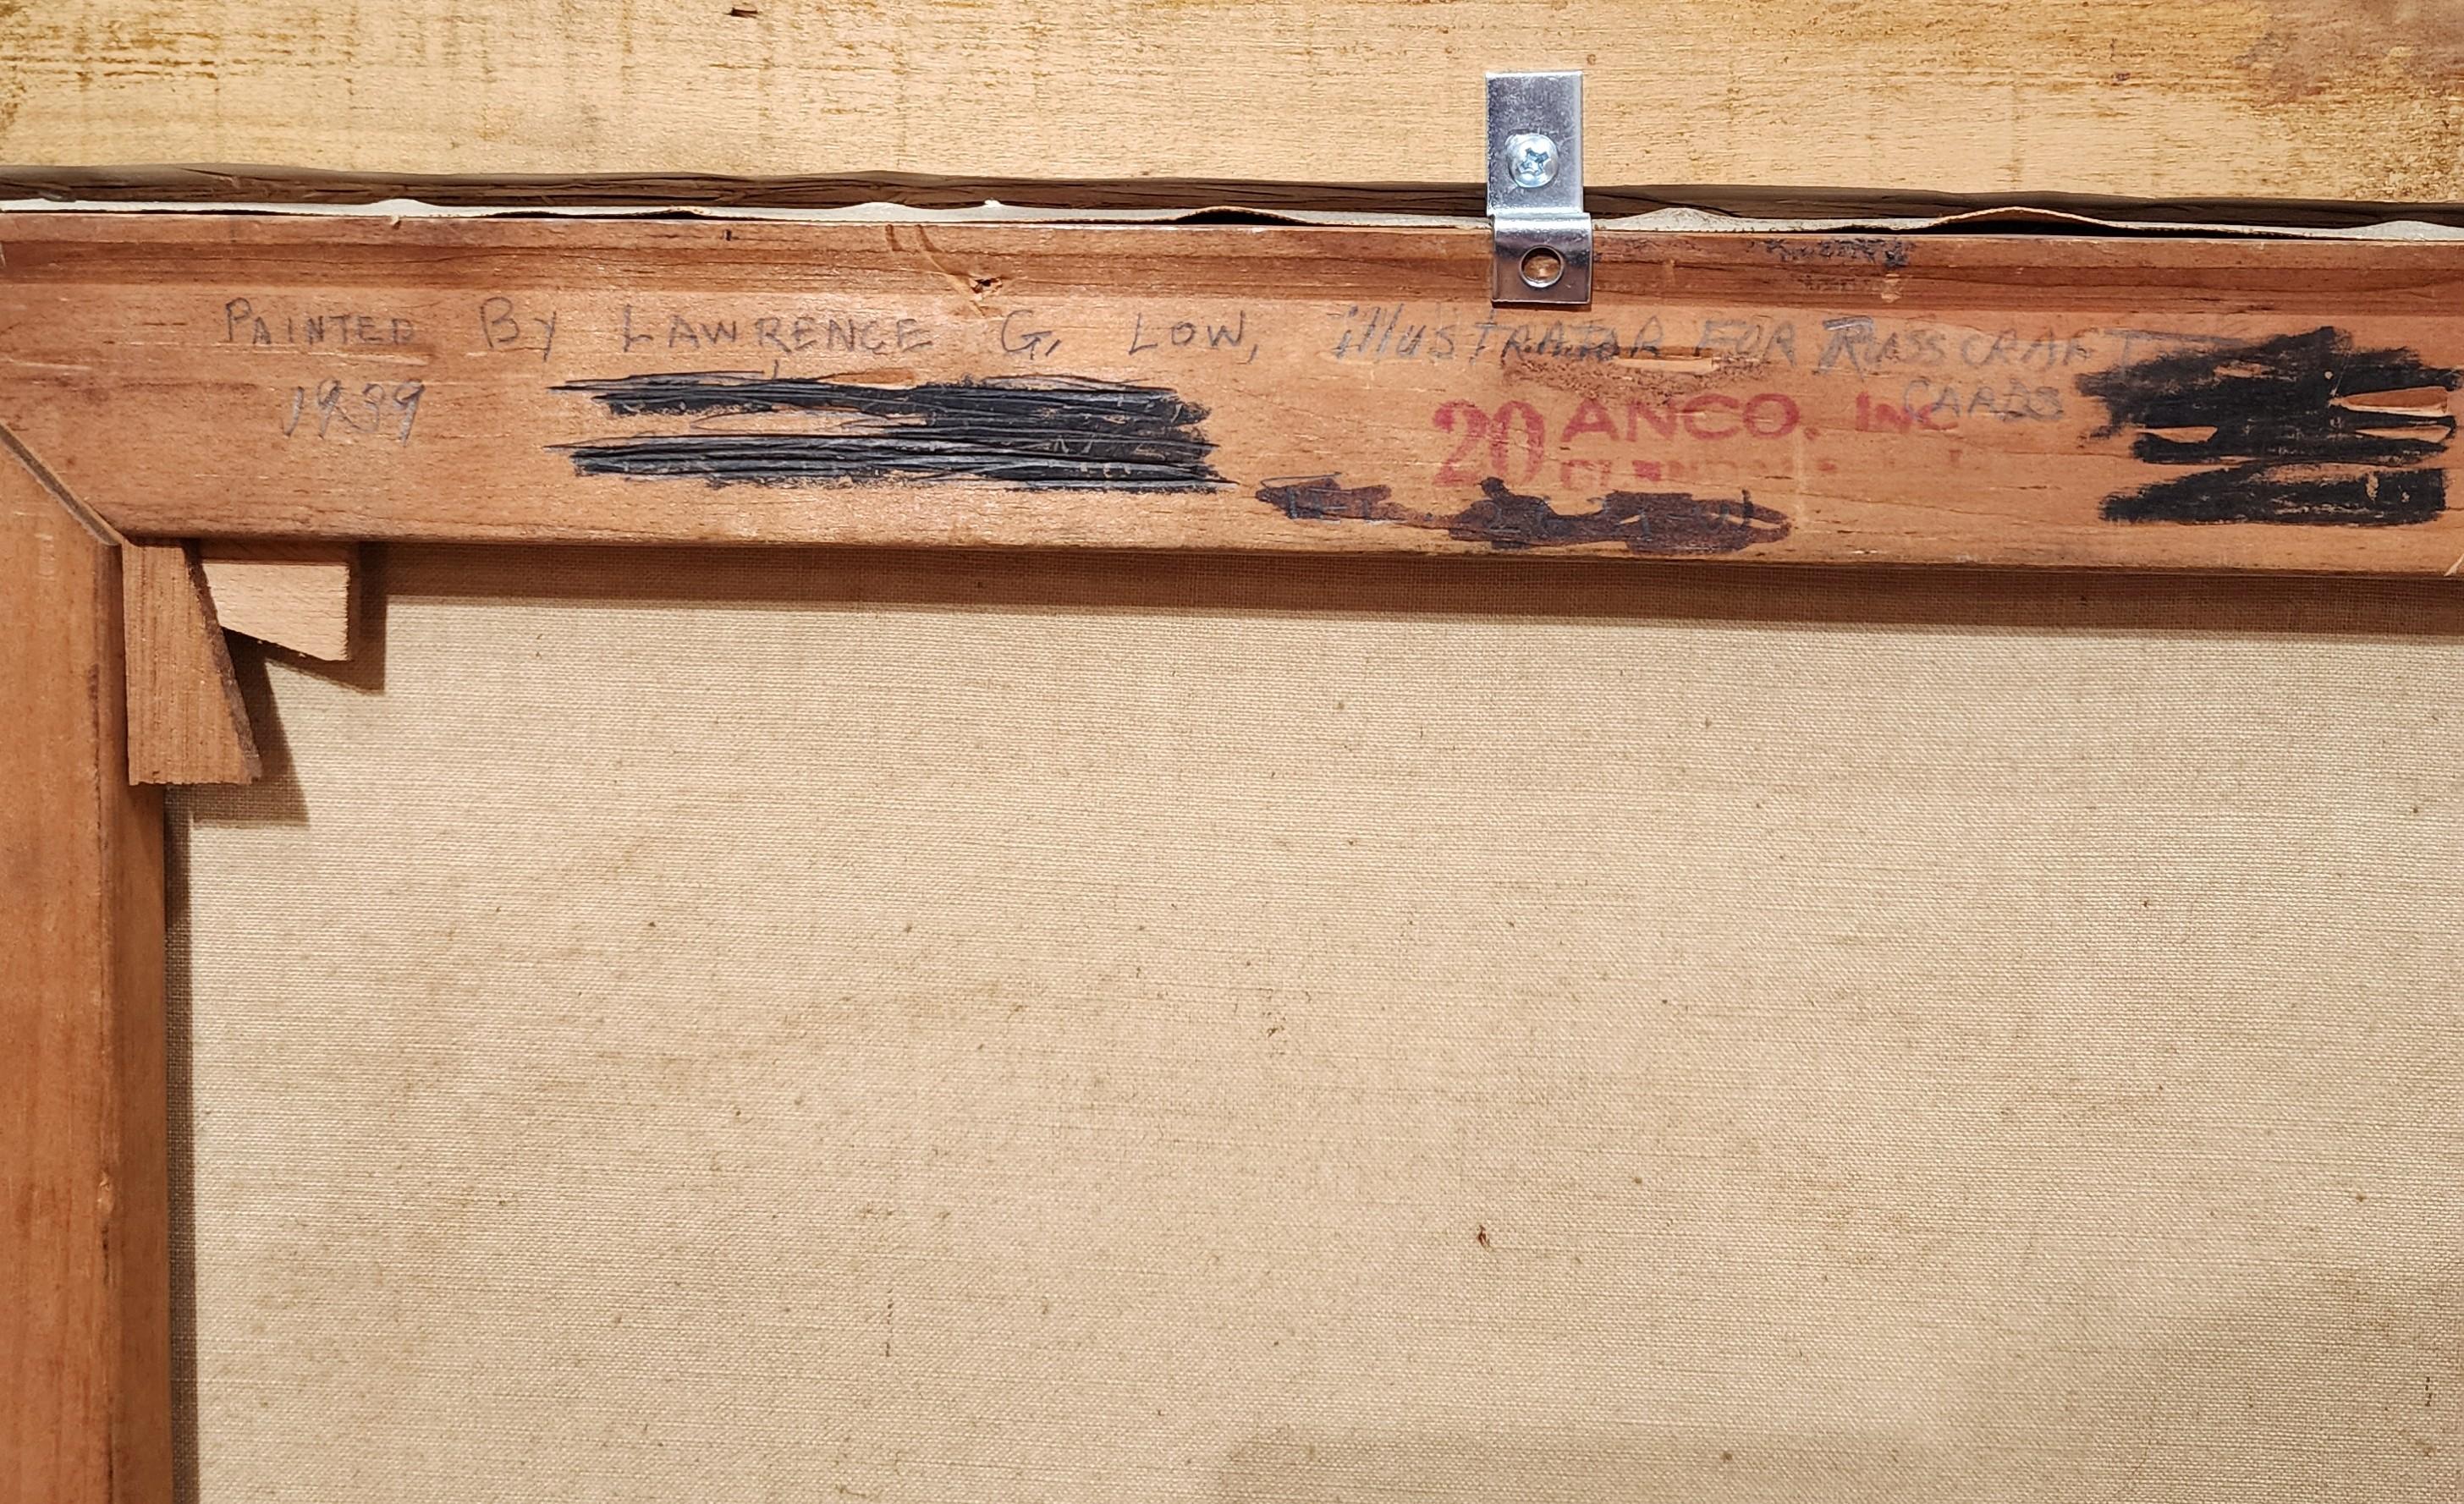 PAINTED BY LAWRENCE G. LOW, illUSTRATOR FOR RUSSCRAFT
CARDS
1939
20 ANCO, INC